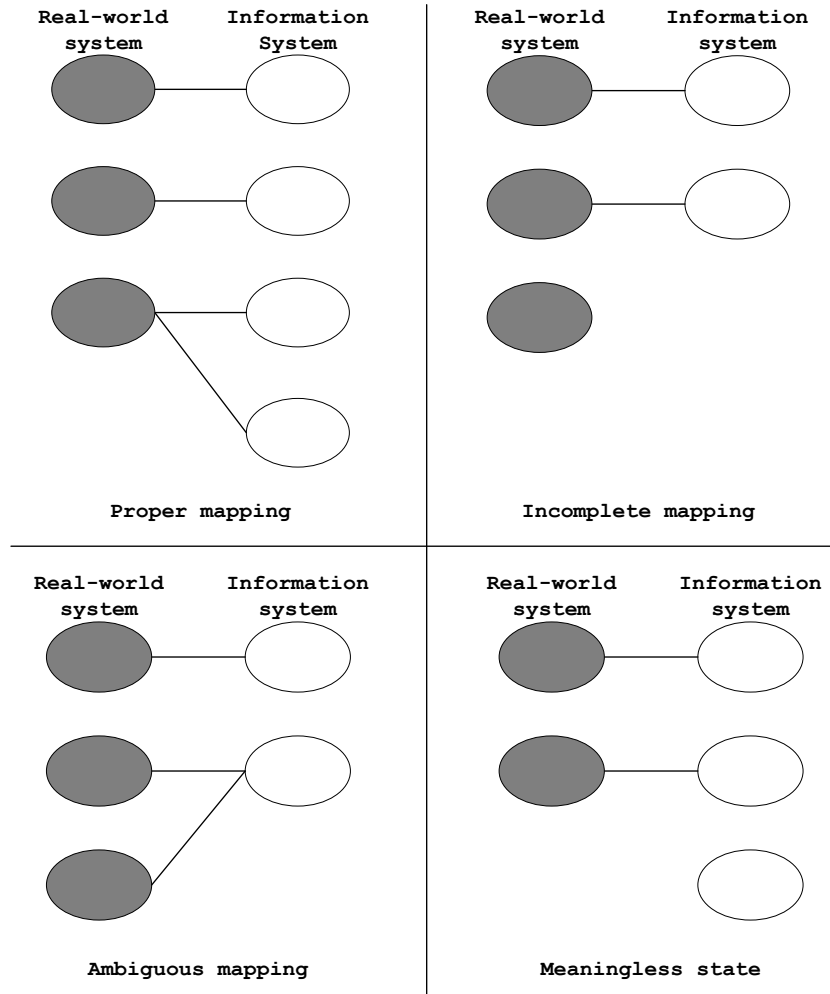 Real-world
system
Information
System
Real-world
system
Information
system
Proper mapping
Incomplete mapping
Real-world
system
Information
system
Real-world
system
Information
system
Ambiguous mapping
Meaningless state